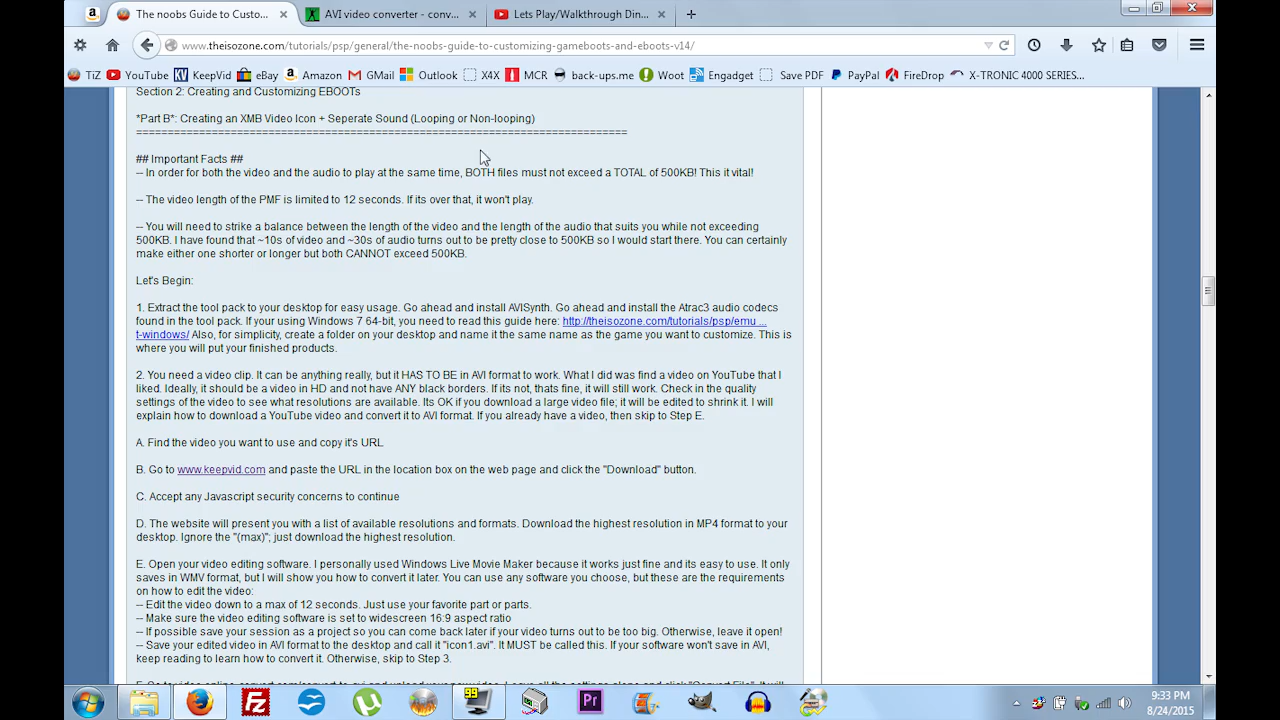 The noobs Guide to Custo...
AVI video converter - conv...
Lets Play/Walkthrough Din...
www.theisozone.com/tutorials/psp/general/the-noobs-guide-to-customizing-gameboots-and-eboots-v14/
TiZ YouTube KeepVid eBay Amazon GMail Outlook X4X MCR back-ups.me Woot Engadget Save PDF PayPal FireDrop X-TRONIC 4000 SERIES...
Section 2: Creating and Customizing EBOOTs
*Part B*: Creating an XMB Video Icon + Seperate Sound (Looping or Non-looping)
=========================================================================
## Important Facts ##
-- In order for both the video and the audio to play at the same time, BOTH files must not exceed a TOTAL of 500KB! This it vital!
-- The video length of the PMF is limited to 12 seconds. If its over that, it won't play.
-- You will need to strike a balance between the length of the video and the length of the audio that suits you while not exceeding
500KB. I have found that ~10s of video and ~30s of audio turns out to be pretty close to 500KB so I would start there. You can certainly
make either one shorter or longer but both CANNOT exceed 500KB.
Let's Begin:
1. Extract the tool pack to your desktop for easy usage. Go ahead and install AVISynth. Go ahead and install the Atrac3 audio codecs
found in the tool pack. If your using Windows 7 64-bit, you need to read this guide here: http://theisozone.com/tutorials/psp/emu ...
t-windows/ Also, for simplicity, create a folder on your desktop and name it the same name as the game you want to customize. This is
where you will put your finished products.
2. You need a video clip. It can be anything really, but it HAS TO BE in AVI format to work. What I did was find a video on YouTube that I
liked. Ideally, it should be a video in HD and not have ANY black borders. If its not, thats fine, it will still work. Check in the quality
settings of the video to see what resolutions are available. Its OK if you download a large video file; it will be edited to shrink it. I will
explain how to download a YouTube video and convert it to AVI format. If you already have a video, then skip to Step E.
A. Find the video you want to use and copy it's URL
B. Go to www.keepvid.com and paste the URL in the location box on the web page and click the "Download" button.
C. Accept any Javascript security concerns to continue
D. The website will present you with a list of available resolutions and formats. Download the highest resolution in MP4 format to your
desktop. Ignore the "(max)"; just download the highest resolution.
E. Open your video editing software. I personally used Windows Live Movie Maker because it works just fine and its easy to use. It only
saves in WMV format, but I will show you how to convert it later. You can use any software you choose, but these are the requirements
on how to edit the video:
-- Edit the video down to a max of 12 seconds. Just use your favorite part or parts.
-- Make sure the video editing software is set to widescreen 16:9 aspect ratio
-- If possible save your session as a project so you can come back later if your video turns out to be too big. Otherwise, leave it open!
-- Save your edited video in AVI format to the desktop and call it "icon1.avi". It MUST be called this. If your software won't save in AVI,
keep reading to learn how to convert it. Otherwise, skip to Step 3.
9:33 PM
8/24/2015